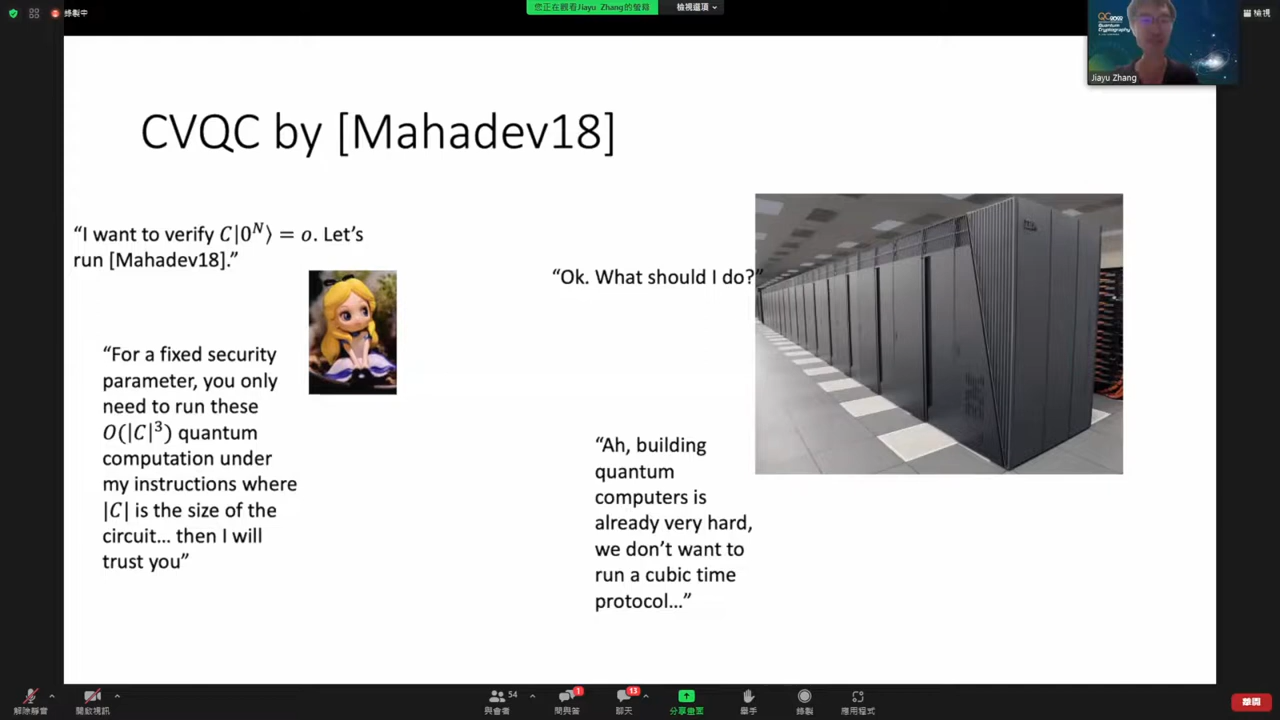 錄製中
您正在觀看Jiayu Zhang的螢幕
檢視選項
檢視
Quantum
Cryptography
Jiayu Zhang
CVQC by [Mahadev18]
“I want to verify C|0^N⟩ = o. Let’s
run [Mahadev18].”
“Ok. What should I do?”
“For a fixed security
parameter, you only
need to run these
O(|C|^3) quantum
computation under
my instructions where
|C| is the size of the
circuit… then I will
trust you”
“Ah, building
quantum
computers is
already very hard,
we don’t want to
run a cubic time
protocol…”
解除靜音
開啟視訊
54
與會者
1
問與答
13
聊天
分享畫面
舉手
錄製
應用程式
離開